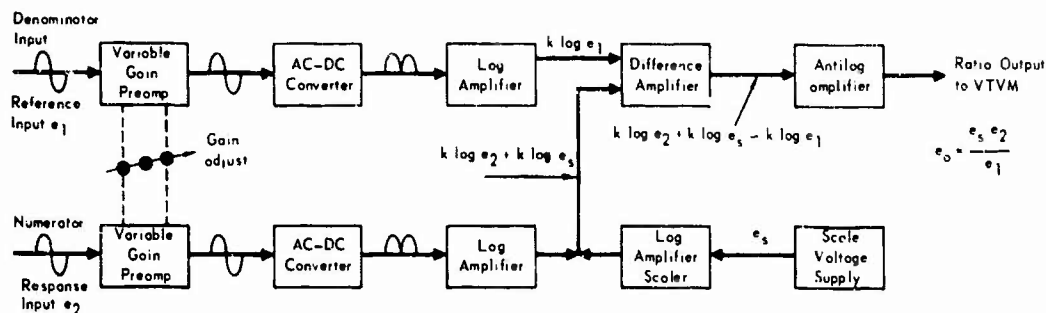 Denominator
Input
Reference
Input e1
Variable
Gain
Preamp
AC-DC
Converter
Log
Amplifier
k log e1
Difference
Amplifier
k log e2 + k log es - k log e1
Antilog
amplifier
Ratio Output
to VTVM
eo = es e2 / e1
Gain
adjust
k log e2 + k log es
Numerator
Response
Input e2
Variable
Gain
Preamp
AC-DC
Converter
Log
Amplifier
Log
Amplifier
Scaler
es
Scale
Voltage
Supply